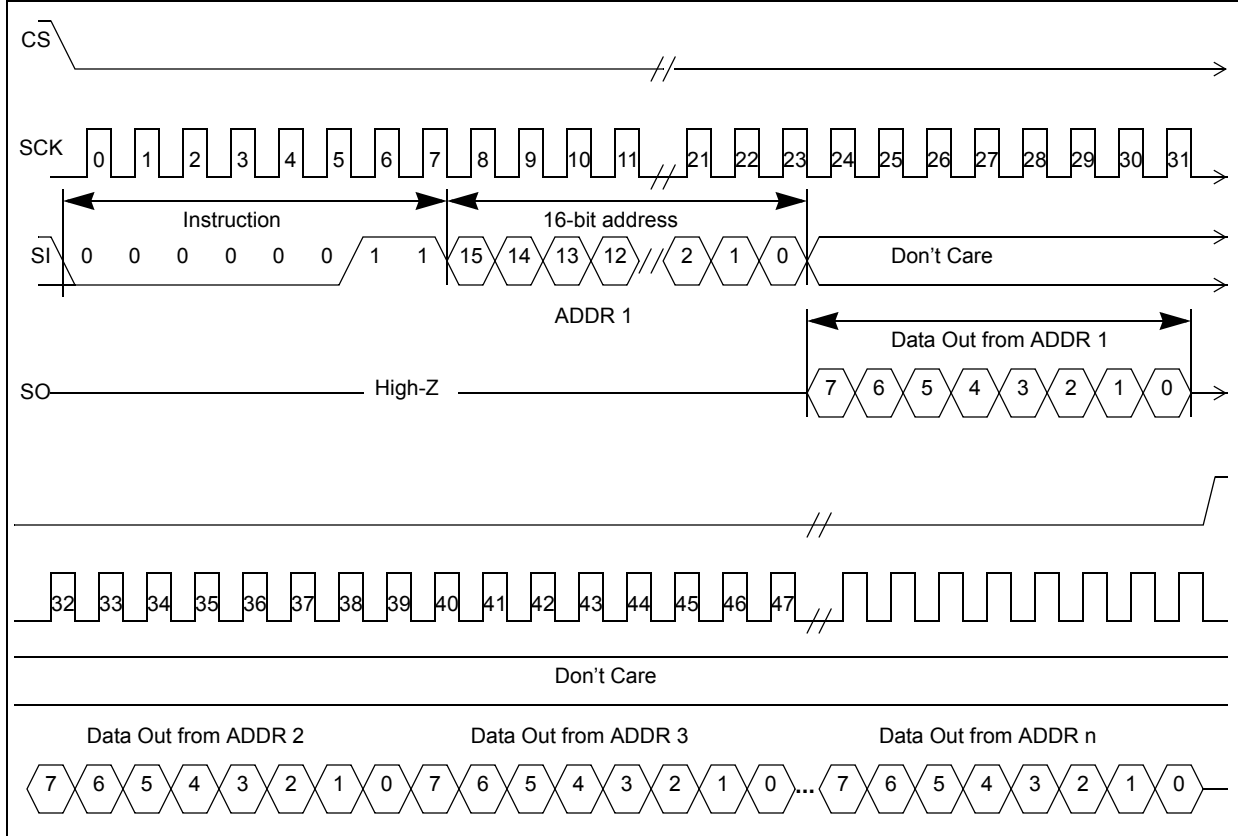 CS
SCK 0 1 2 3 4 5 6 7 8 9 10 11 21 22 23 24 25 26 27 28 29 30 31
Instruction 16-bit address
SI 0 0 0 0 0 0 1 1 15 14 13 12 2 1 0 Don't Care
ADDR 1
Data Out from ADDR 1
SO High-Z 7 6 5 4 3 2 1 0
32 33 34 35 36 37 38 39 40 41 42 43 44 45 46 47
Don't Care
Data Out from ADDR 2 Data Out from ADDR 3 Data Out from ADDR n
7 6 5 4 3 2 1 0 7 6 5 4 3 2 1 0 ... 7 6 5 4 3 2 1 0